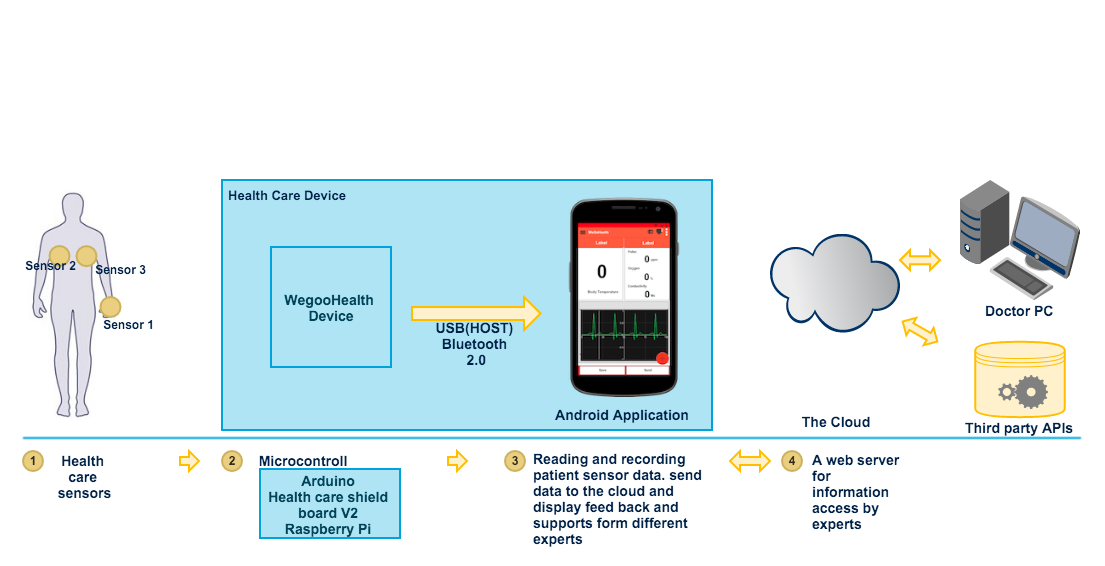 Health Care Device
Sensor 2
Sensor 3
Sensor 1
WegooHealth
Device
USB(HOST)
Bluetooth
2.0
Label
Label
0
Body Temperature
Pulse
0
Oxygen
0
Conductivity
0
Android Application
The Cloud
Doctor PC
Third party APIs
1
Health
care
sensors
2
Microcontroll
Arduino
Health care shield
board V2
Raspberry Pi
3
Reading and recording
patient sensor data. send
data to the cloud and
display feed back and
supports form different
experts
4
A web server
for
information
access by
experts